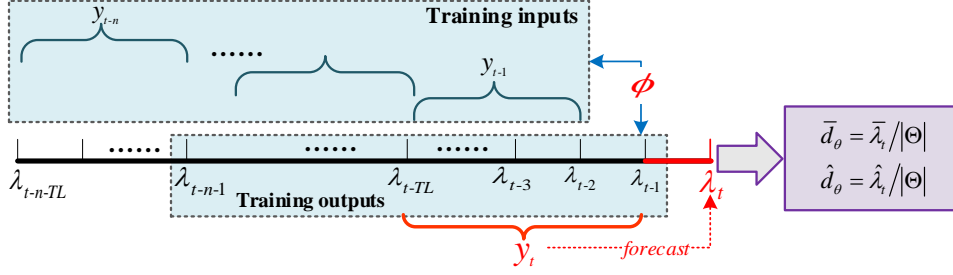 Training inputs
y_{t-n}
......
y_{t-1}
ϕ
...... ...... ......
λ_{t-n-TL} λ_{t-n-1} λ_{t-TL} λ_{t-3} λ_{t-2} λ_{t-1} λ_t
Training outputs
y_t
forecast
d̄_θ = λ̄_t/|Θ|
d̂_θ = λ̂_t/|Θ|